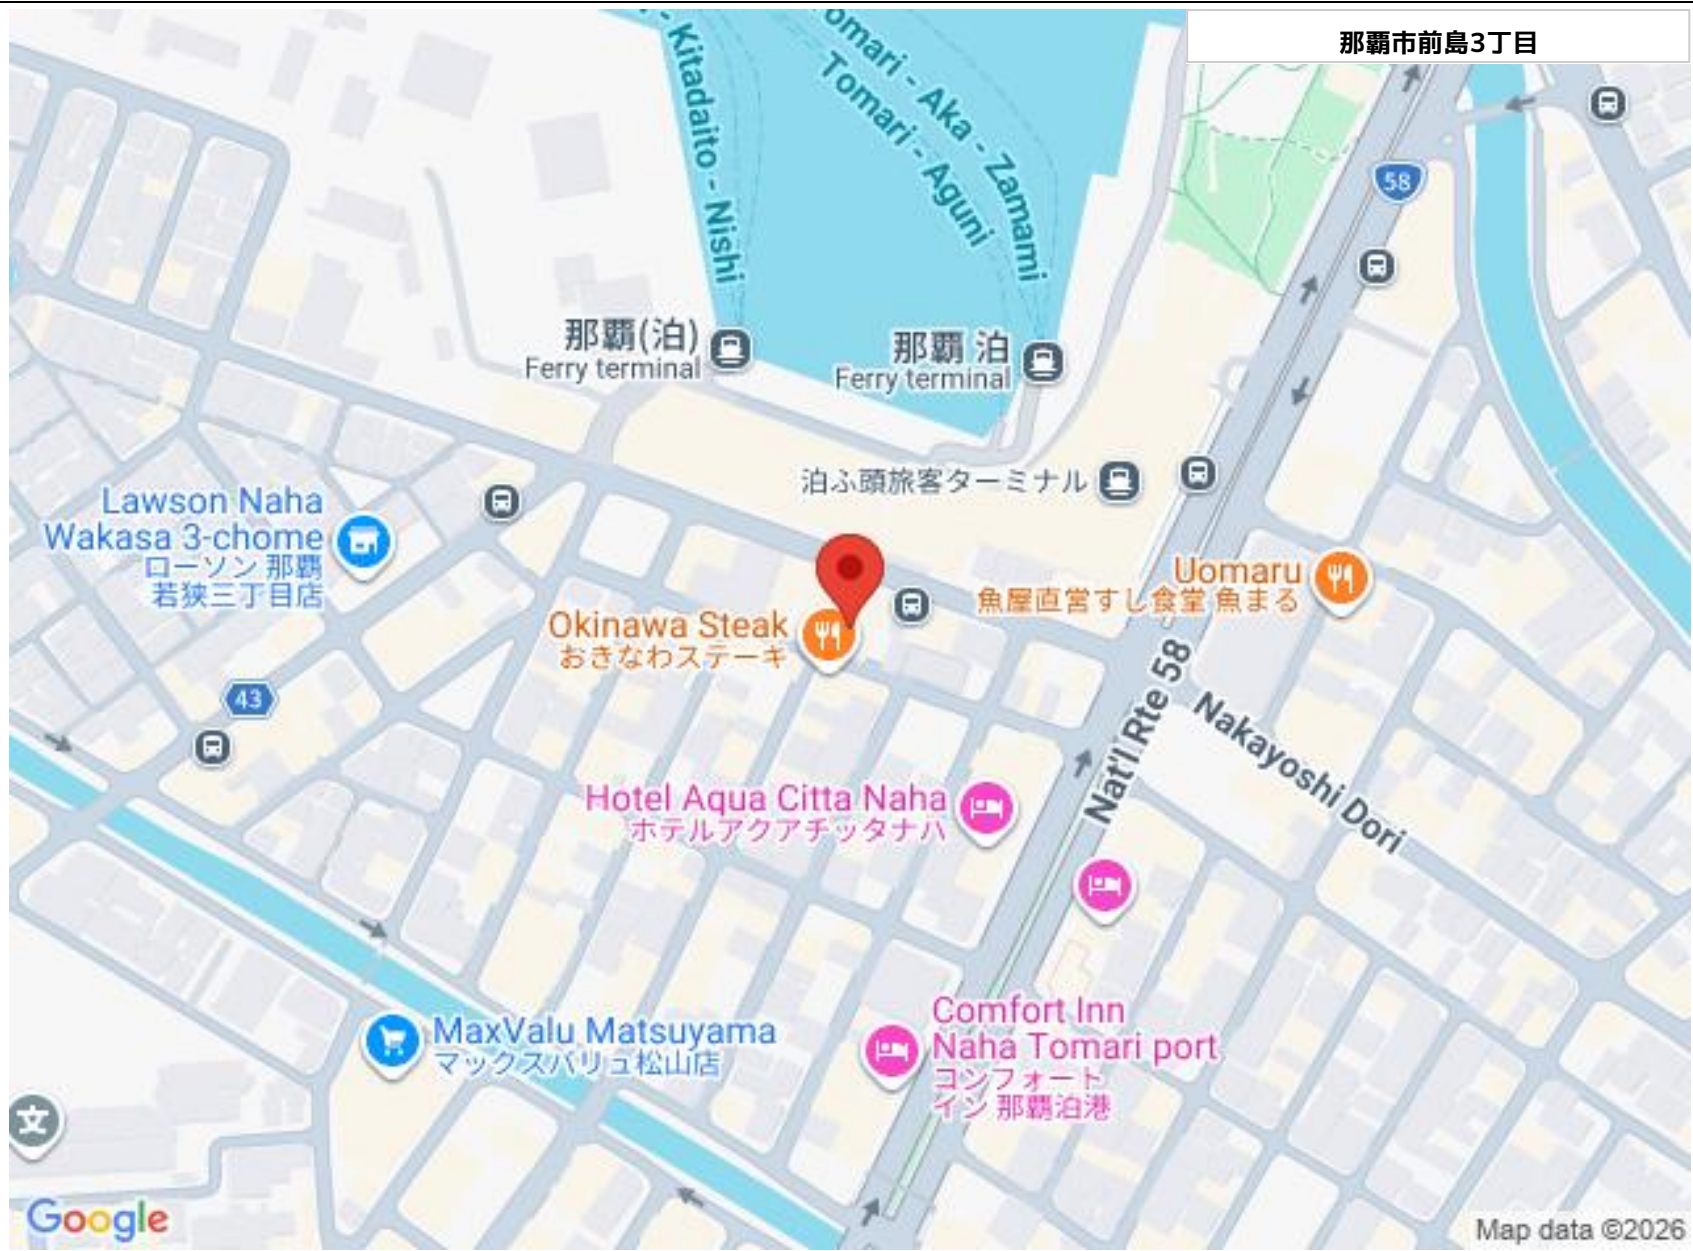 那覇市前島3丁目
Kitadaito - Nishi
Tomari - Aka - Zamami
Tomari - Aguni
58
那覇(泊)
Ferry terminal
那覇 泊
Ferry terminal
泊ふ頭旅客ターミナル
Lawson Naha
Wakasa 3-chome
ローソン 那覇
若狭三丁目店
Uomaru
魚屋直営すし食堂 魚まる
Okinawa Steak
おきなわステーキ
43
Nat'l Rte 58
Nakayoshi Dori
Hotel Aqua Citta Naha
ホテルアクアチッタナハ
Comfort Inn
Naha Tomari port
コンフォート
イン 那覇泊港
MaxValu Matsuyama
マックスバリュ松山店
文
Google
Map data ©2026